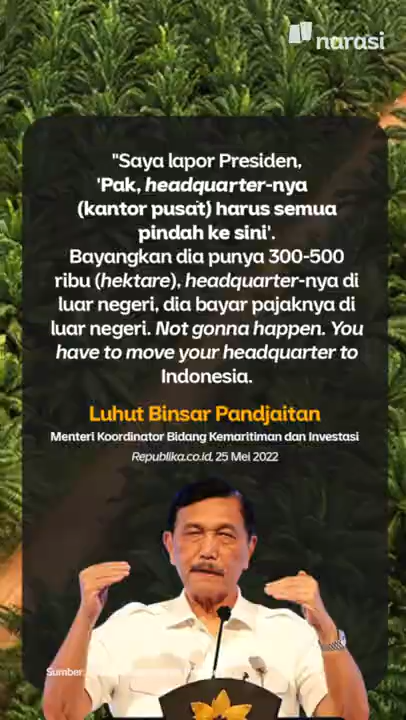 narasi
"Saya lapor Presiden,
'Pak, headquarter-nya
(kantor pusat) harus semua
pindah ke sini'.
Bayangkan dia punya 300-500
ribu (hektare), headquarter-nya di
luar negeri, dia bayar pajaknya di
luar negeri. Not gonna happen. You
have to move your headquarter to
Indonesia.
Luhut Binsar Pandjaitan
Menteri Koordinator Bidang Kemaritiman dan Investasi
Republika.co.id, 25 Mei 2022
Sumber